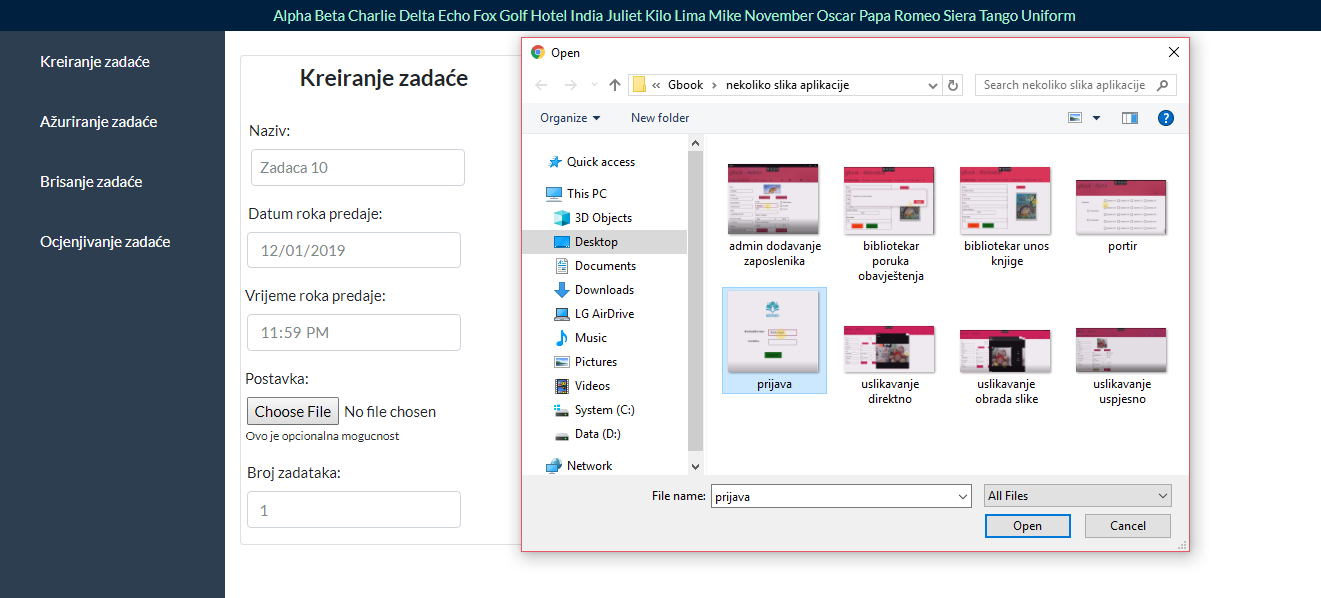 Alpha Beta Charlie Delta Echo Fox Golf Hotel India Juliet Kilo Lima Mike November Oscar Papa Romeo Siera Tango Uniform
Kreiranje zadaće
Ažuriranje zadaće
Brisanje zadaće
Ocjenjivanje zadaće
Kreiranje zadaće
Naziv:
Zadaca 10
Datum roka predaje:
12/01/2019
Vrijeme roka predaje:
11:59 PM
Postavka:
Choose File No file chosen
Ovo je opcionalna mogucnost
Broj zadataka:
1
Open
« Gbook › nekoliko slika aplikacije
Search nekoliko slika aplikacije
Organize
New folder
Quick access
This PC
3D Objects
Desktop
Documents
Downloads
LG AirDrive
Music
Pictures
Videos
System (C:)
Data (D:)
Network
admin dodavanje
zaposlenika
bibliotekar
poruka
obavještenja
bibliotekar unos
knjige
portir
prijava
uslikavanje
direktno
uslikavanje
obrada slike
uslikavanje
uspjesno
File name: prijava
All Files
Open
Cancel